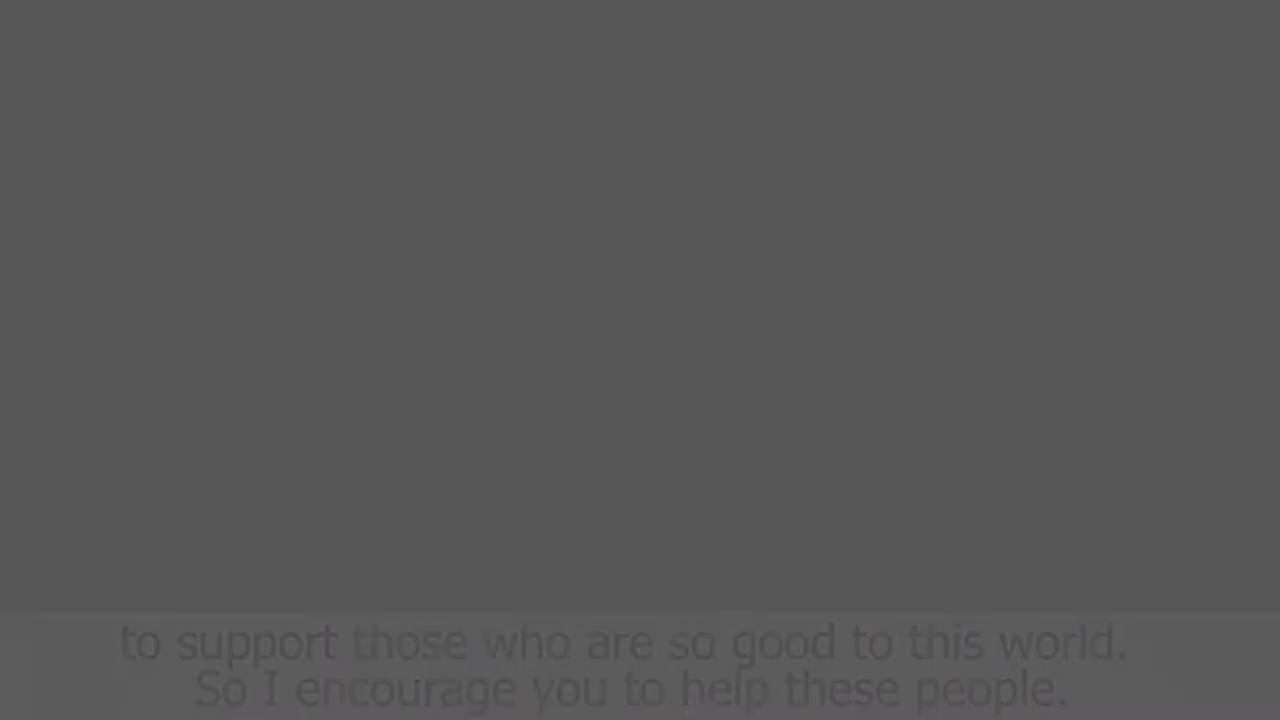 to support those who are so good to this world.
So I encourage you to help these people.